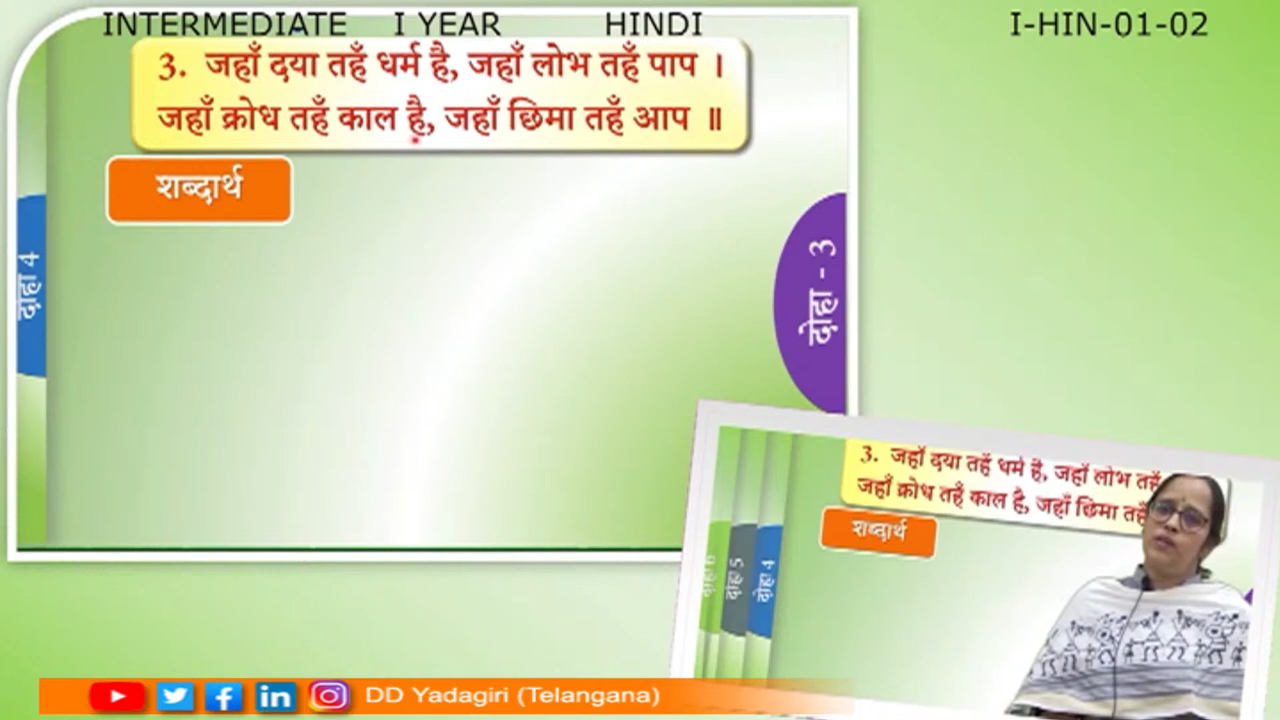 INTERMEDIATE I YEAR HINDI I-HIN-01-02
3. जहाँ दया तहँ धर्म है, जहाँ लोभ तहँ पाप ।
जहाँ क्रोध तहँ काल है, जहाँ छिमा तहँ आप ॥
शब्दार्थ
दोहा 4
दोहा - 3
3. जहाँ दया तहँ धर्म है, जहाँ लोभ तहँ
जहाँ क्रोध तहँ काल है, जहाँ छिमा तहँ
शब्दार्थ
दोहा 6
दोहा 5
दोहा 4
DD Yadagiri (Telangana)